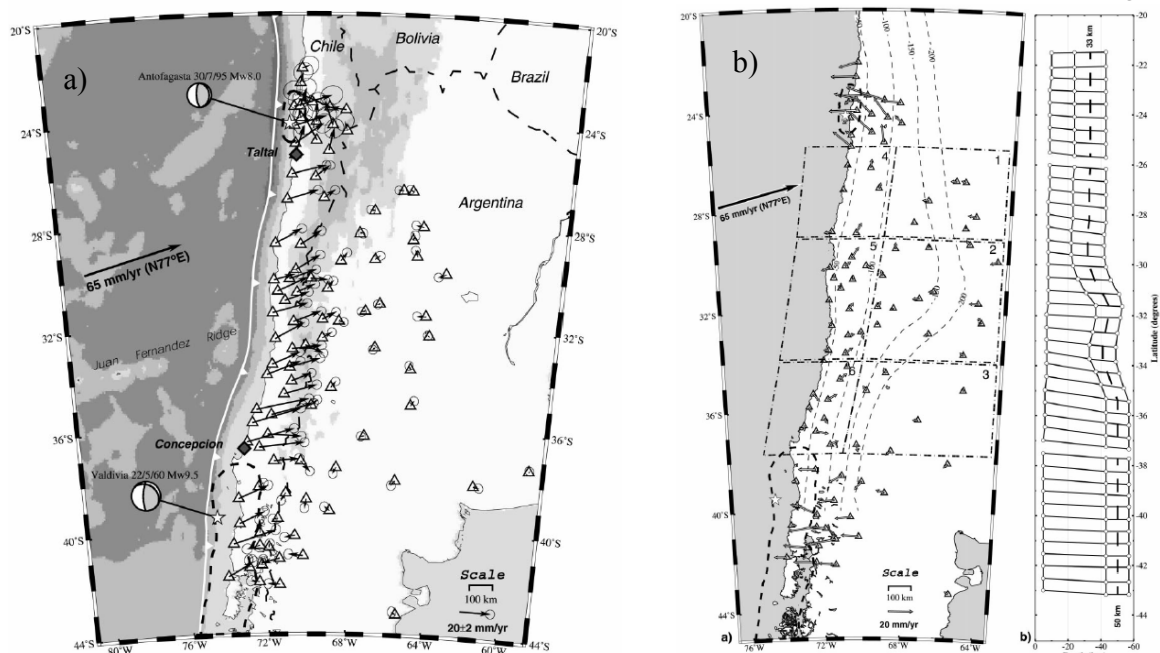 a)
20°S
24°S
28°S
32°S
36°S
40°S
44°S
20°S
24°S
28°S
32°S
36°S
40°S
44°S
80°W
76°W
72°W
68°W
64°W
60°W
Chile
Bolivia
Brazil
Argentina
Antofagasta 30/7/95 Mw8.0
Taltal
65 mm/yr (N77°E)
Juan Fernandez Ridge
Concepcion
Valdivia 22/5/60 Mw9.5
Scale
100 km
20±2 mm/yr
b)
20°S
24°S
28°S
32°S
36°S
40°S
44°S
76°W
72°W
68°W
64°W
-100
-150
-200
65 mm/yr (N77°E)
1
2
3
4
5
6
Scale
100 km
20 mm/yr
a)
b)
33 km
50 km
-20
-22
-24
-26
-28
-30
-32
-34
-36
-38
-40
-42
-44
Latitude (degrees)
0
-20
-40
-60